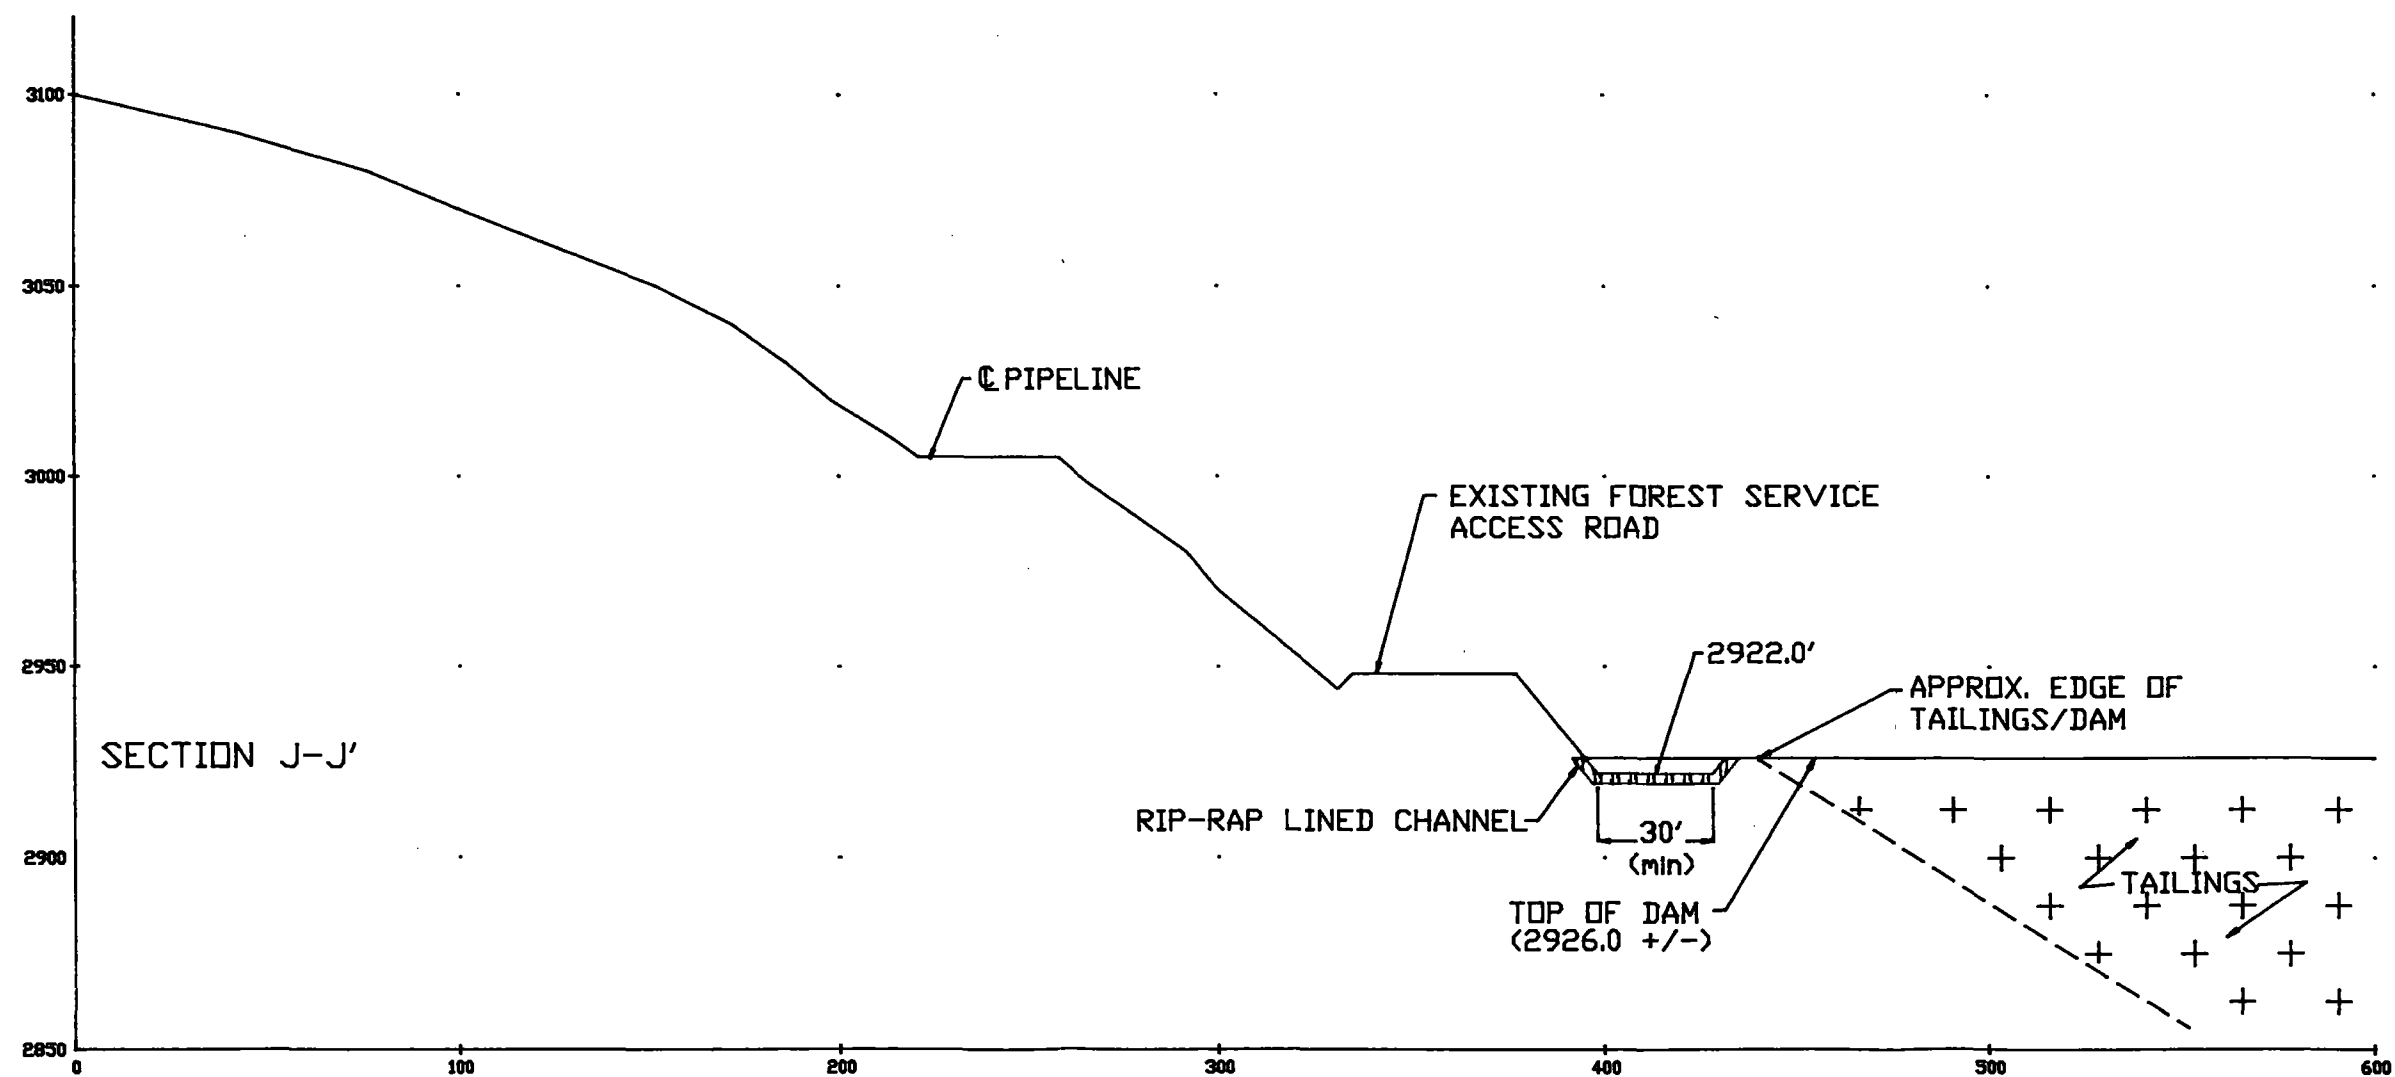 3100
3050
℄ PIPELINE
3000
EXISTING FOREST SERVICE
ACCESS ROAD
2950
2922.0'
APPROX. EDGE OF
TAILINGS/DAM
SECTION J-J'
RIP-RAP LINED CHANNEL
30'
(min)
2900
TAILINGS
TOP OF DAM
(2926.0 +/-)
2850
0 100 200 300 400 500 600